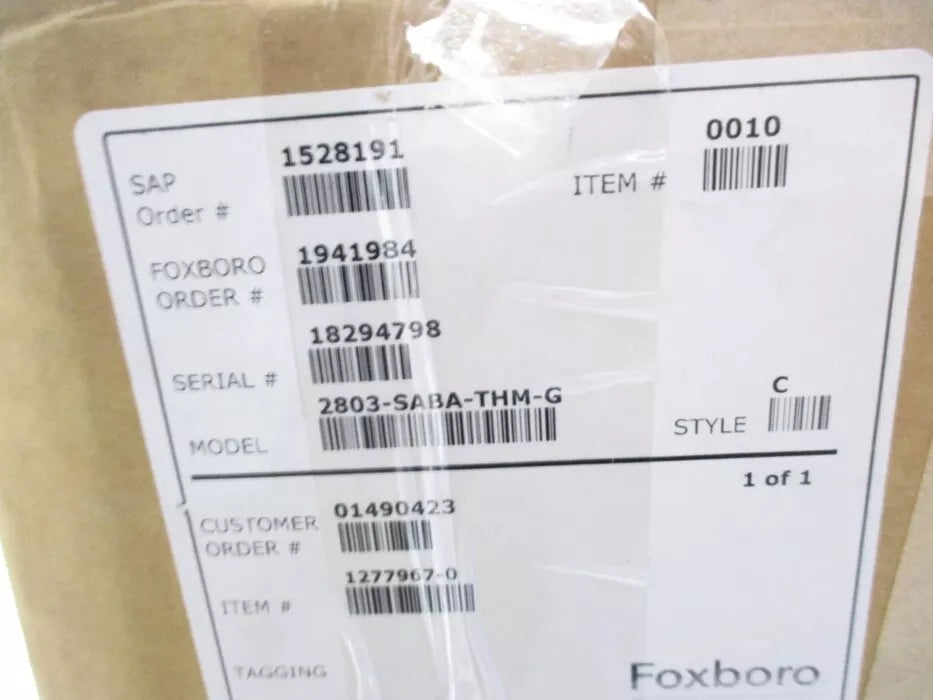 1528191
SAP
Order #
ITEM #
0010
1941984
FOXBORO
ORDER #
18294798
SERIAL #
2803-SABA-THM-G
MODEL
STYLE
C
1 of 1
01490423
CUSTOMER
ORDER #
1277967-0
ITEM #
TAGGING
Foxboro